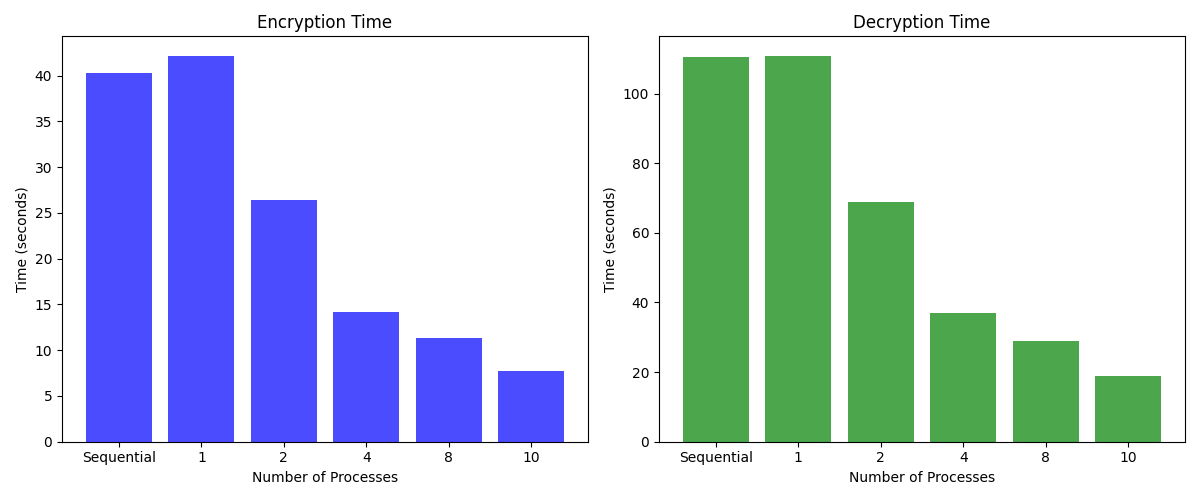 Encryption Time
Time (seconds)
40
35
30
25
20
15
10
5
0
Sequential 1 2 4 8 10
Number of Processes
Decryption Time
Time (seconds)
100
80
60
40
20
0
Sequential 1 2 4 8 10
Number of Processes